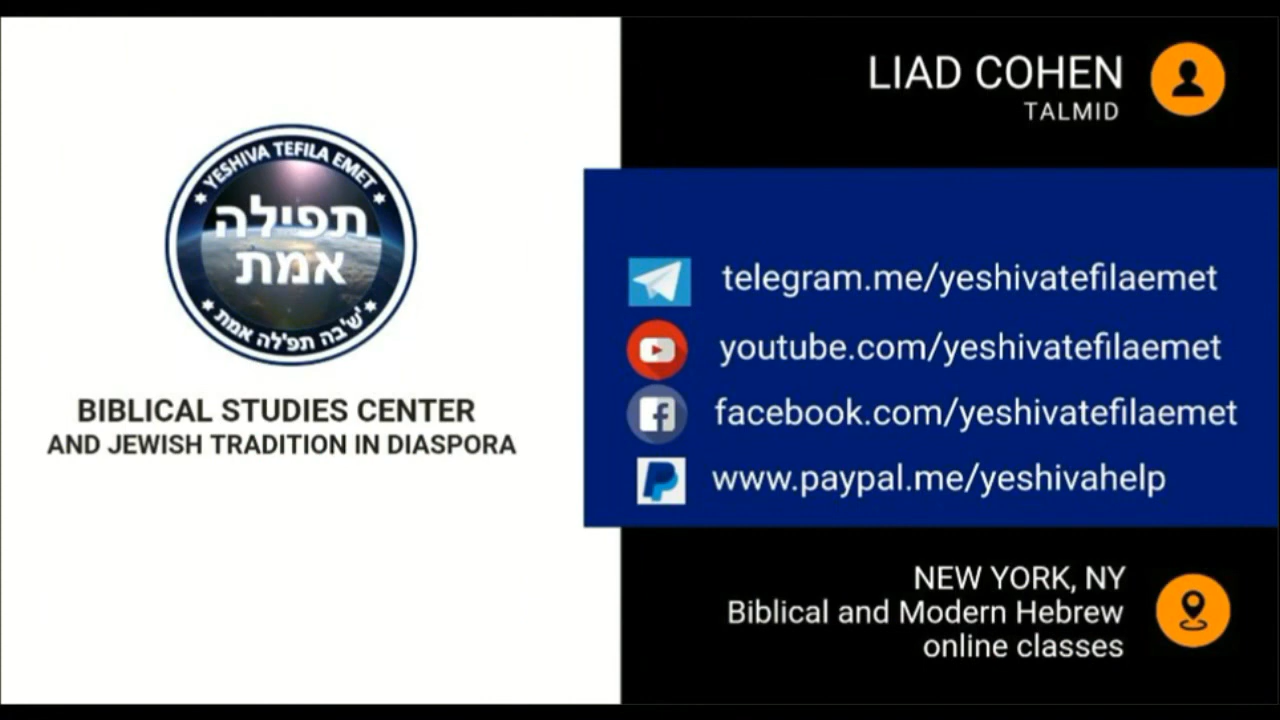 YESHIVA TEFILA EMET
תפילה
אמת
ישיבה תפילה אמת
BIBLICAL STUDIES CENTER
AND JEWISH TRADITION IN DIASPORA
LIAD COHEN
TALMID
telegram.me/yeshivatefilaemet
youtube.com/yeshivatefilaemet
facebook.com/yeshivatefilaemet
www.paypal.me/yeshivahelp
NEW YORK, NY
Biblical and Modern Hebrew
online classes